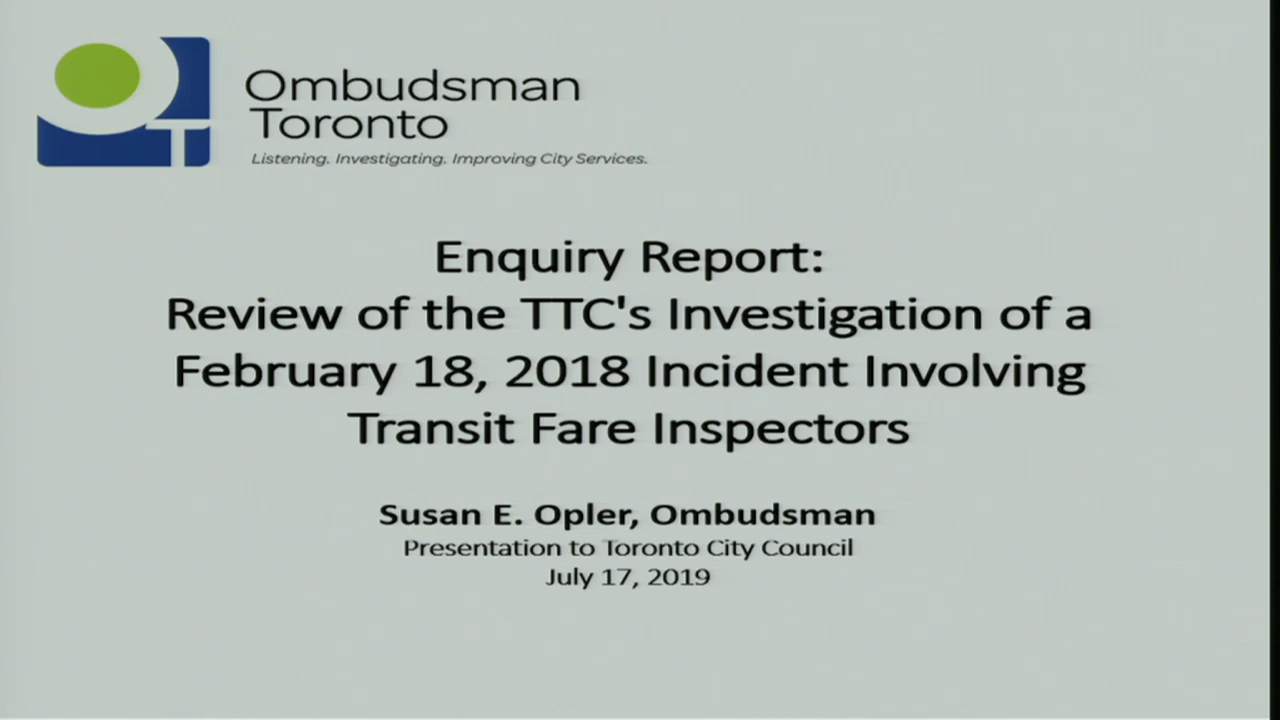 Ombudsman
Toronto
Listening. Investigating. Improving City Services.
Enquiry Report:
Review of the TTC's Investigation of a
February 18, 2018 Incident Involving
Transit Fare Inspectors
Susan E. Opler, Ombudsman
Presentation to Toronto City Council
July 17, 2019